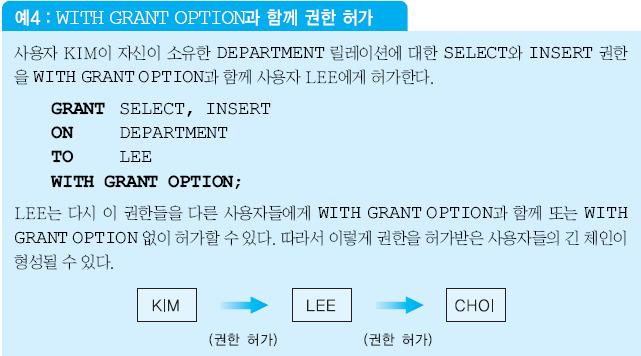 예4 : WITH GRANT OPTION과 함께 권한 허가
사용자 KIM이 자신이 소유한 DEPARTMENT 릴레이션에 대한 SELECT와 INSERT 권한
을 WITH GRANT OPTION과 함께 사용자 LEE에게 허가한다.
GRANT SELECT, INSERT
ON DEPARTMENT
TO LEE
WITH GRANT OPTION;
LEE는 다시 이 권한들을 다른 사용자들에게 WITH GRANT OPTION과 함께 또는 WITH
GRANT OPTION 없이 허가할 수 있다. 따라서 이렇게 권한을 허가받은 사용자들의 긴 체인이
형성될 수 있다.
KIM LEE CHOI
(권한 허가) (권한 허가)